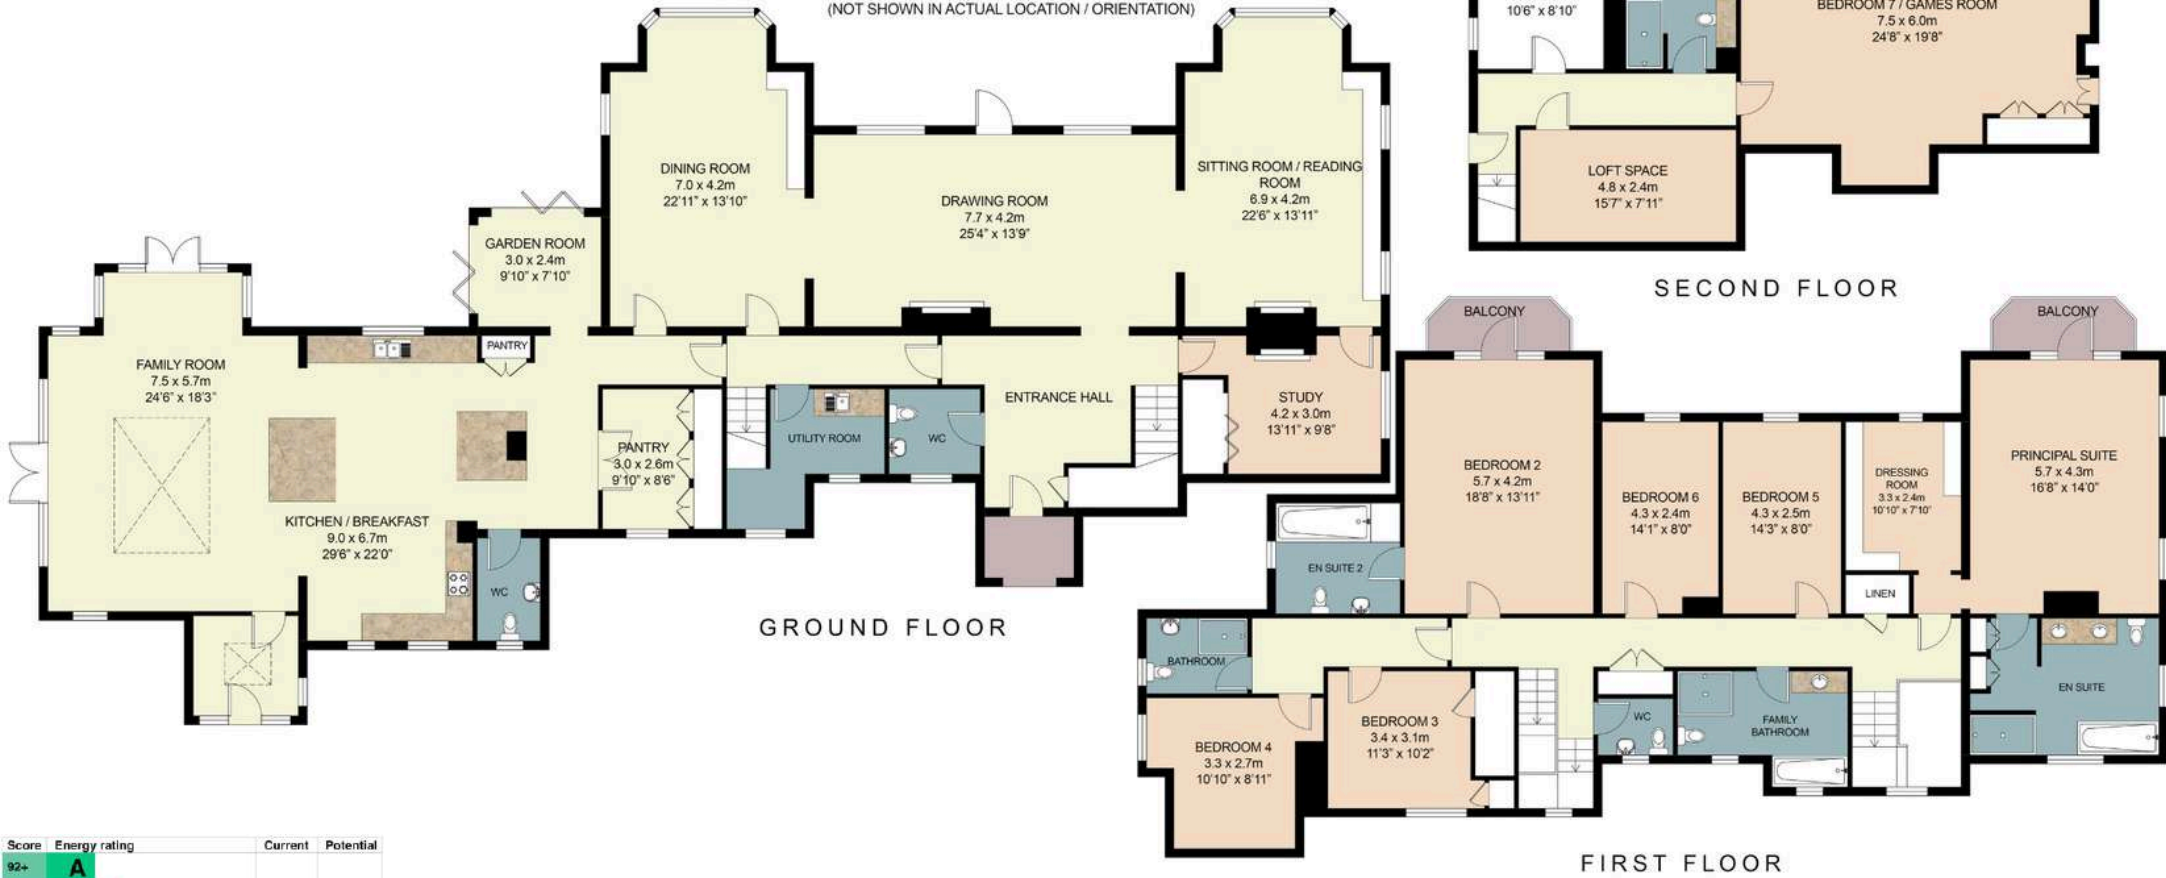 (NOT SHOWN IN ACTUAL LOCATION / ORIENTATION)
10'6" x 8'10"
BEDROOM 7 / GAMES ROOM
7.5 x 6.0m
24'8" x 19'8"
LOFT SPACE
4.8 x 2.4m
15'7" x 7'11"
SECOND FLOOR
DINING ROOM
7.0 x 4.2m
22'11" x 13'10"
DRAWING ROOM
7.7 x 4.2m
25'4" x 13'9"
SITTING ROOM / READING
ROOM
6.9 x 4.2m
22'6" x 13'11"
GARDEN ROOM
3.0 x 2.4m
9'10" x 7'10"
FAMILY ROOM
7.5 x 5.7m
24'6" x 18'3"
PANTRY
PANTRY
3.0 x 2.6m
9'10" x 8'6"
UTILITY ROOM
WC
ENTRANCE HALL
STUDY
4.2 x 3.0m
13'11" x 9'8"
KITCHEN / BREAKFAST
9.0 x 6.7m
29'6" x 22'0"
WC
GROUND FLOOR
BALCONY
BALCONY
BEDROOM 2
5.7 x 4.2m
18'8" x 13'11"
BEDROOM 6
4.3 x 2.4m
14'1" x 8'0"
BEDROOM 5
4.3 x 2.5m
14'3" x 8'0"
DRESSING
ROOM
3.3 x 2.4m
10'10" x 7'10"
PRINCIPAL SUITE
5.7 x 4.3m
16'8" x 14'0"
EN SUITE 2
LINEN
BATHROOM
BEDROOM 4
3.3 x 2.7m
10'10" x 8'11"
BEDROOM 3
3.4 x 3.1m
11'3" x 10'2"
WC
FAMILY
BATHROOM
EN SUITE
FIRST FLOOR
Score Energy rating Current Potential
92+ A